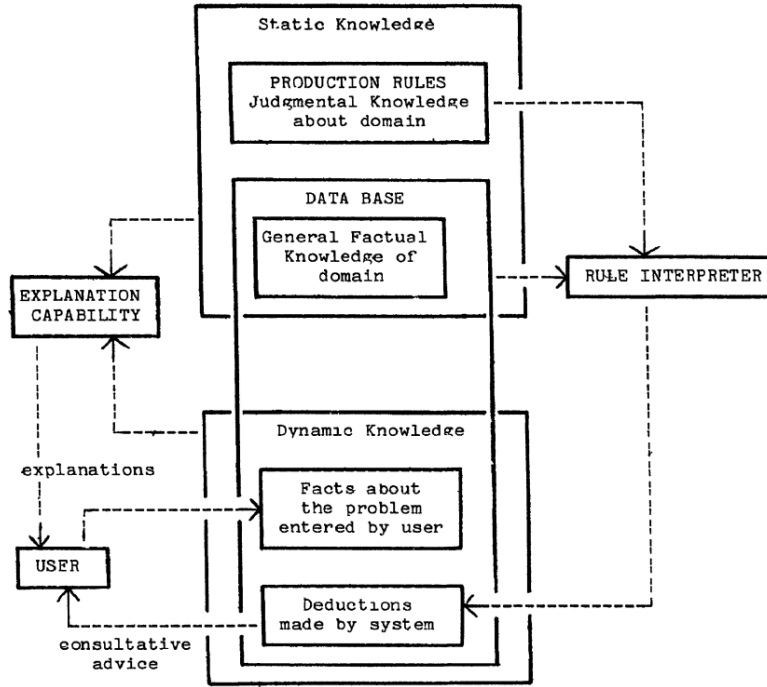 Static Knowledge
PRODUCTION RULES
Judgmental Knowledge
about domain
DATA BASE
General Factual
Knowledge of
domain
EXPLANATION
CAPABILITY
RULE INTERPRETER
Dynamic Knowledge
explanations
Facts about
the problem
entered by user
USER
Deductions
made by system
consultative
advice